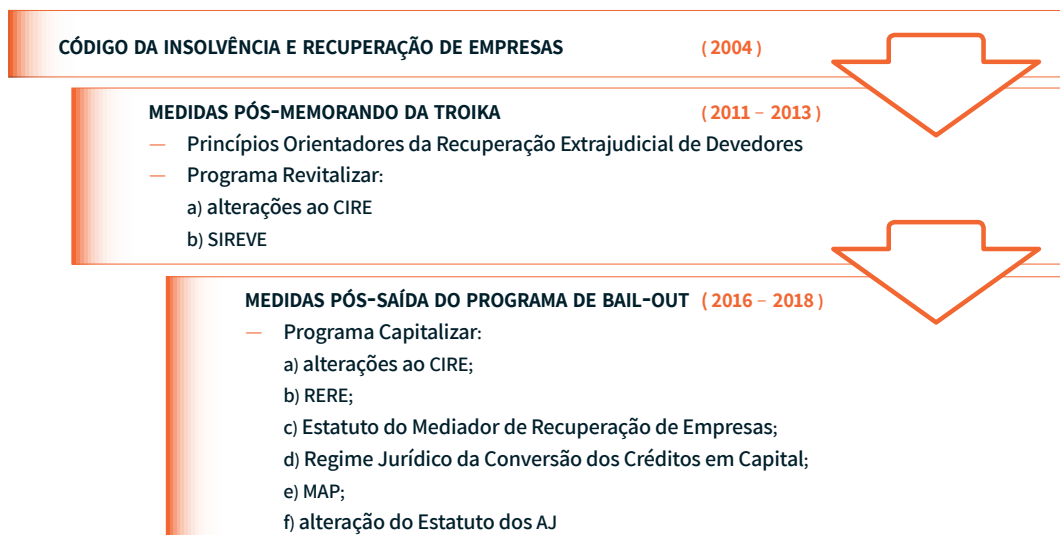 CÓDIGO DA INSOLVÊNCIA E RECUPERAÇÃO DE EMPRESAS (2004)
MEDIDAS PÓS-MEMORANDO DA TROIKA (2011 – 2013)
— Princípios Orientadores da Recuperação Extrajudicial de Devedores
— Programa Revitalizar:
a) alterações ao CIRE
b) SIREVE
MEDIDAS PÓS-SAÍDA DO PROGRAMA DE BAIL-OUT (2016 – 2018)
— Programa Capitalizar:
a) alterações ao CIRE;
b) RERE;
c) Estatuto do Mediador de Recuperação de Empresas;
d) Regime Jurídico da Conversão dos Créditos em Capital;
e) MAP;
f) alteração do Estatuto dos AJ